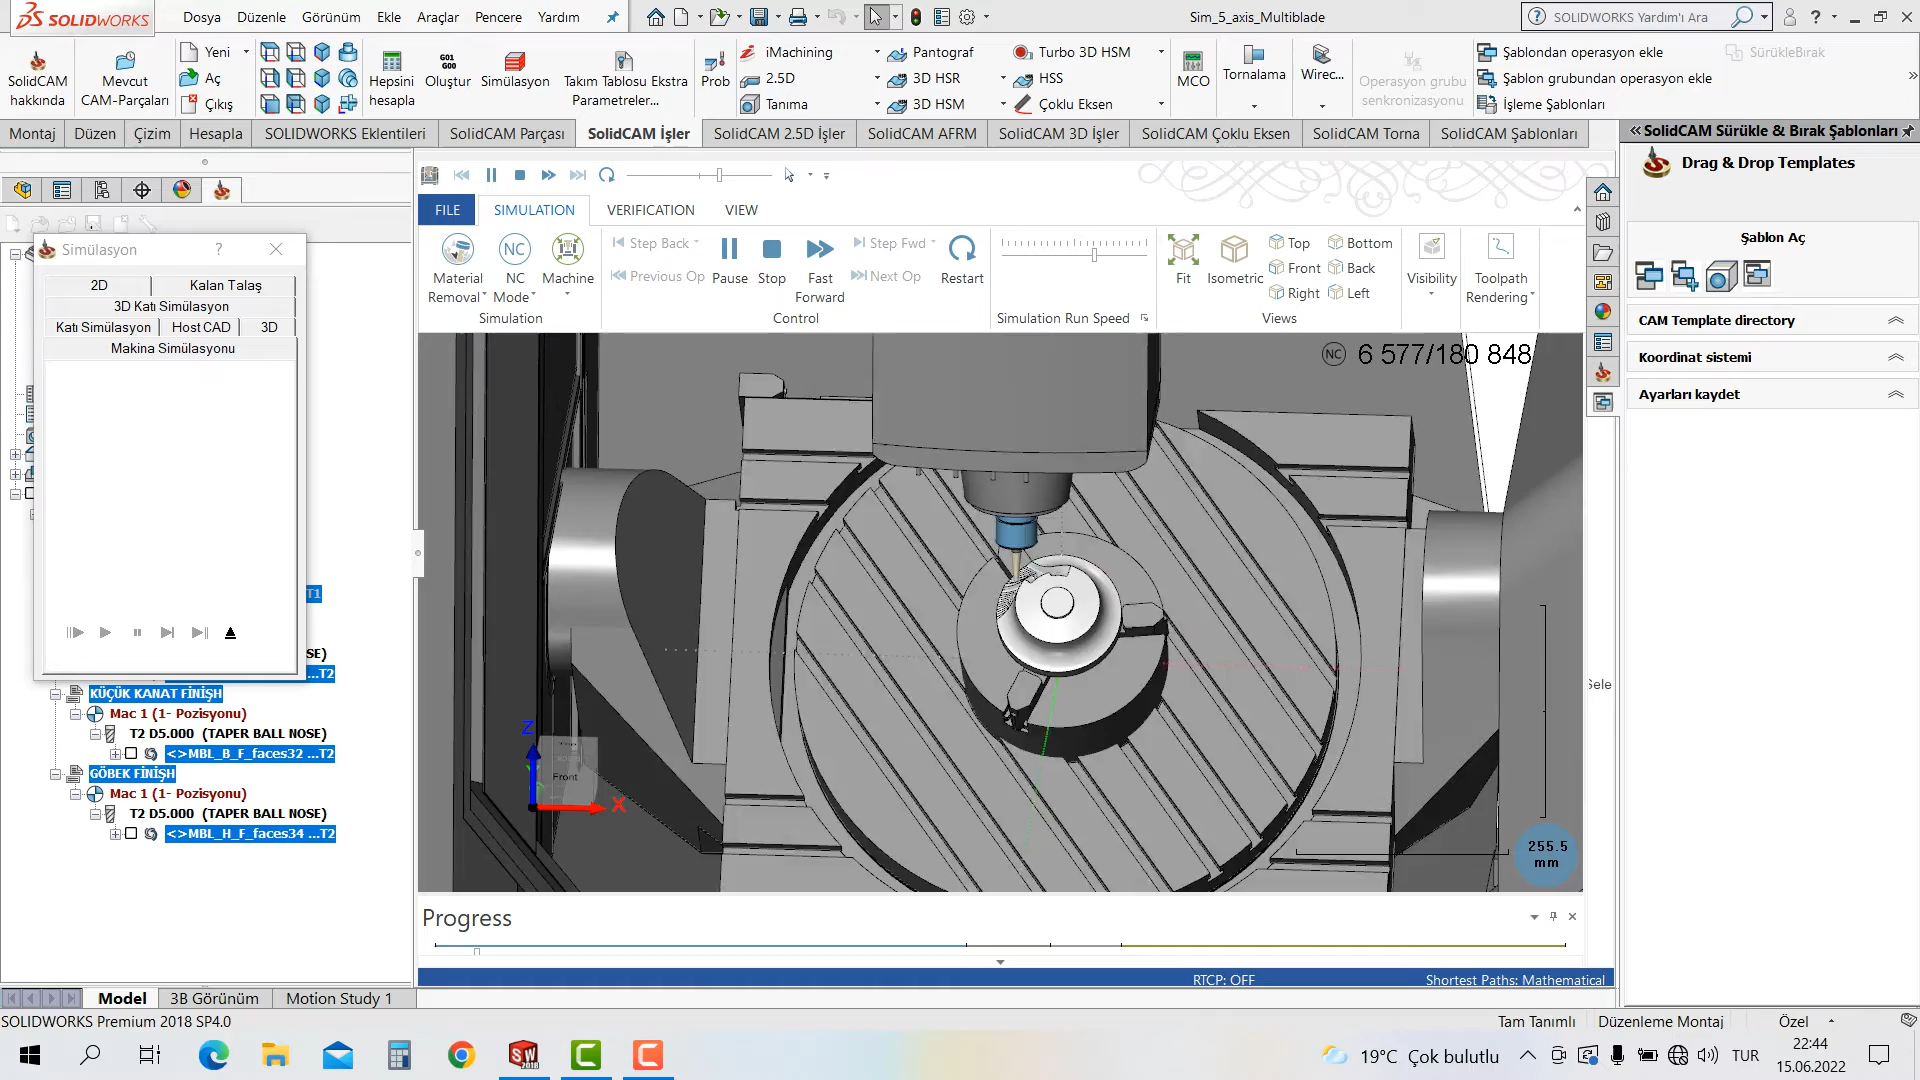 SOLIDWORKS
Dosya Düzenle Görünüm Ekle Araçlar Pencere Yardım
Sim_5_axis_Multiblade
SOLIDWORKS Yardım'ı Ara
SolidCAM hakkında
Mevcut CAM-Parçaları
Yeni
Aç
Çıkış
Hepsini hesapla
G01
G00
Oluştur
Simülasyon
Takım Tablosu Ekstra Parametreler...
Prob
iMachining
2.5D
Tanıma
Pantograf
3D HSR
3D HSM
Turbo 3D HSM
HSS
Çoklu Eksen
MCO
Tornalama
Wirec...
Operasyon grubu senkronizasyonu
Şablondan operasyon ekle
Şablon grubundan operasyon ekle
İşleme Şablonları
SürükleBırak
Montaj Düzen Çizim Hesapla SOLIDWORKS Eklentileri SolidCAM Parçası SolidCAM İşler SolidCAM 2.5D İşler SolidCAM AFRM SolidCAM 3D İşler SolidCAM Çoklu Eksen SolidCAM Torna SolidCAM Şablonları
SolidCAM Sürükle & Bırak Şablonları
Drag & Drop Templates
Şablon Aç
CAM Template directory
Koordinat sistemi
Ayarları kaydet
FILE SIMULATION VERIFICATION VIEW
Material Removal
NC
NC Mode
Machine
Simulation
Step Back
Previous Op
Pause
Stop
Fast Forward
Step Fwd
Next Op
Restart
Control
Simulation Run Speed
Fit
Isometric
Top
Front
Right
Bottom
Back
Left
Views
Visibility
Toolpath Rendering
Simülasyon ?
2D Kalan Talaş
3D Katı Simülasyon
Katı Simülasyon Host CAD 3D
Makina Simülasyonu
T1
SE)
...T2
KÜÇÜK KANAT FİNİŞH
Mac 1 (1- Pozisyonu)
T2 D5.000 (TAPER BALL NOSE)
<>MBL_B_F_faces32 ...T2
GÖBEK FİNİŞH
Mac 1 (1- Pozisyonu)
T2 D5.000 (TAPER BALL NOSE)
<>MBL_H_F_faces34 ...T2
NC 6 577/180 848
Z
Front
X
255.5 mm
Sele
Progress
RTCP: OFF Shortest Paths: Mathematical
Model 3B Görünüm Motion Study 1
SOLIDWORKS Premium 2018 SP4.0 Tam Tanımlı Düzenleme Montaj Özel
SW
2018
19°C Çok bulutlu
TUR
22:44
15.06.2022